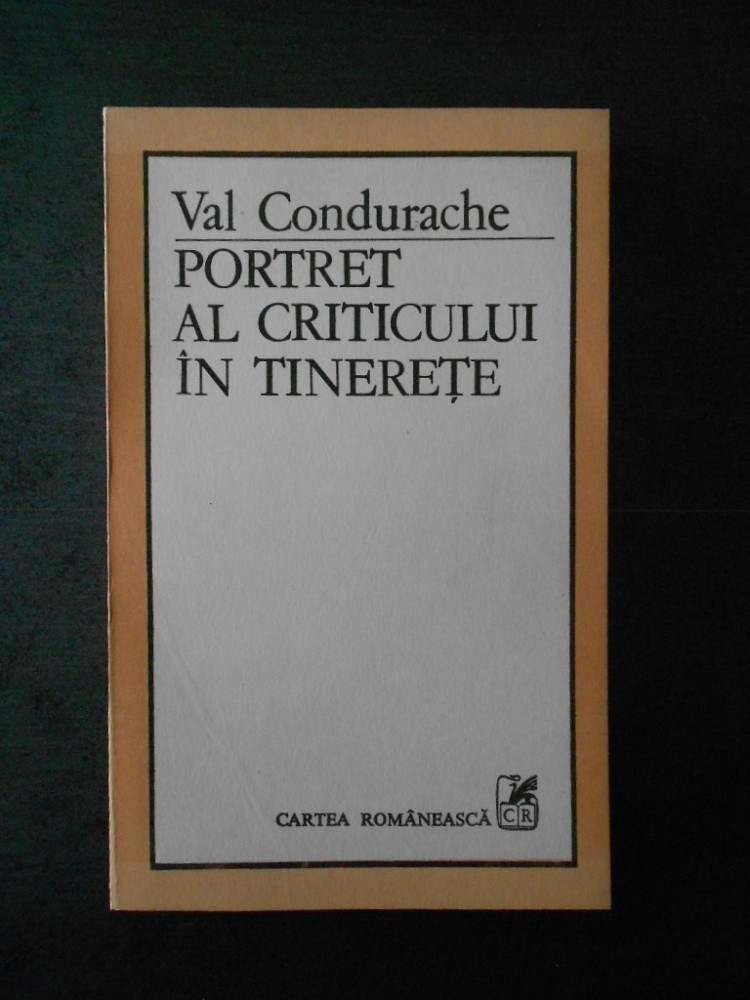 Val Condurache
PORTRET
AL CRITICULUI
ÎN TINEREȚE
CARTEA ROMÂNEASCĂ
CR